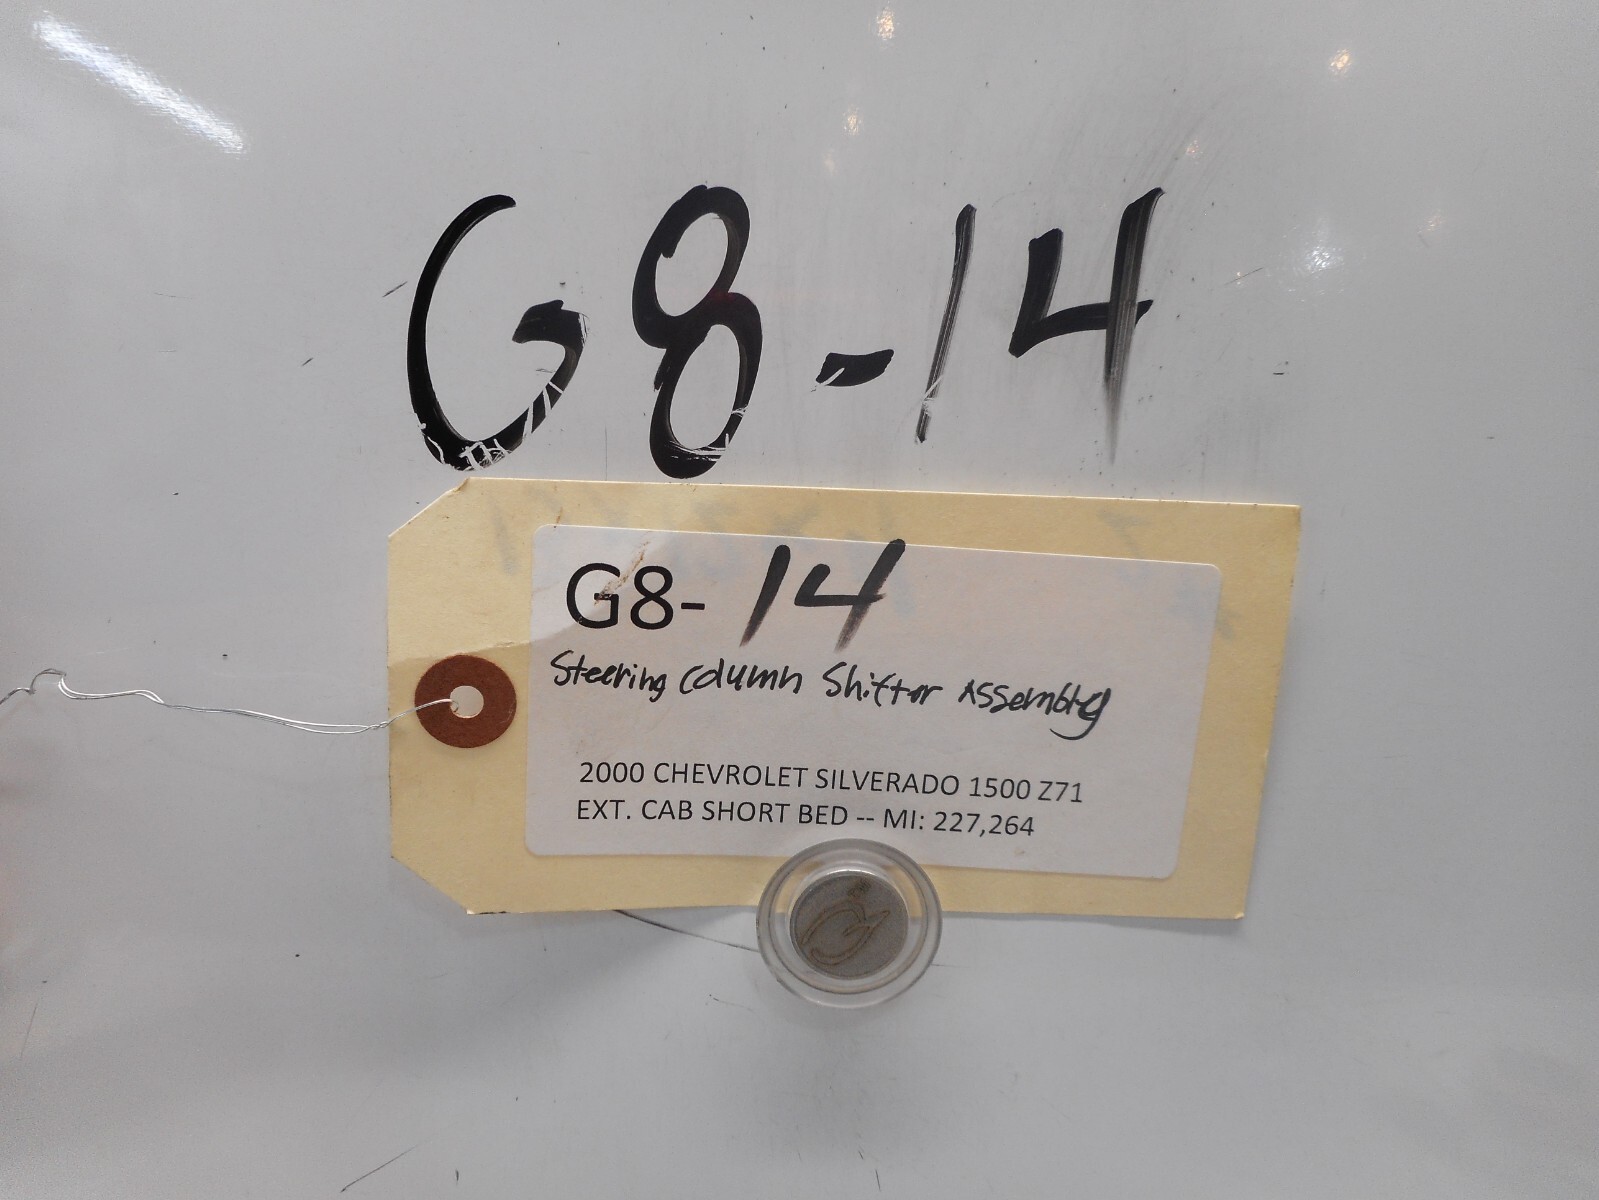 G8-14
G8-14
Steering column Shifter Assembly
2000 CHEVROLET SILVERADO 1500 Z71
EXT. CAB SHORT BED -- MI: 227,264